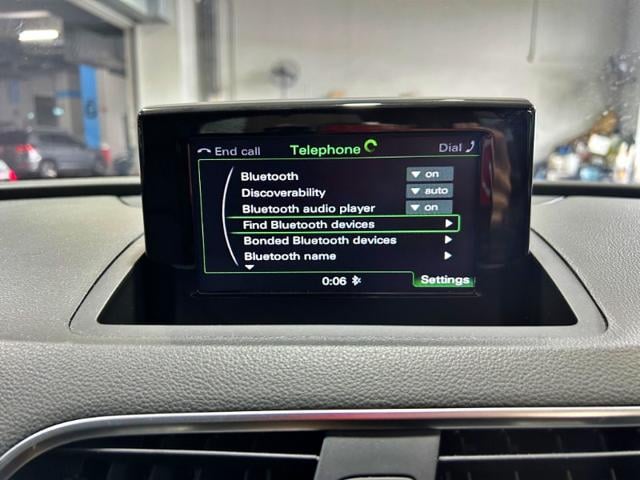 End call Telephone Dial
Bluetooth on
Discoverability auto
Bluetooth audio player on
Find Bluetooth devices
Bonded Bluetooth devices
Bluetooth name
0:06 Settings